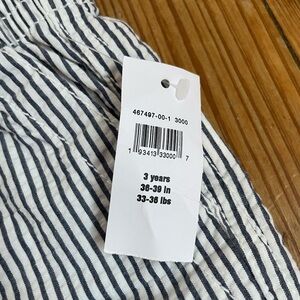 467497-00-1 3000
1 93413 33000 7
3 years
36-39 in
33-36 lbs